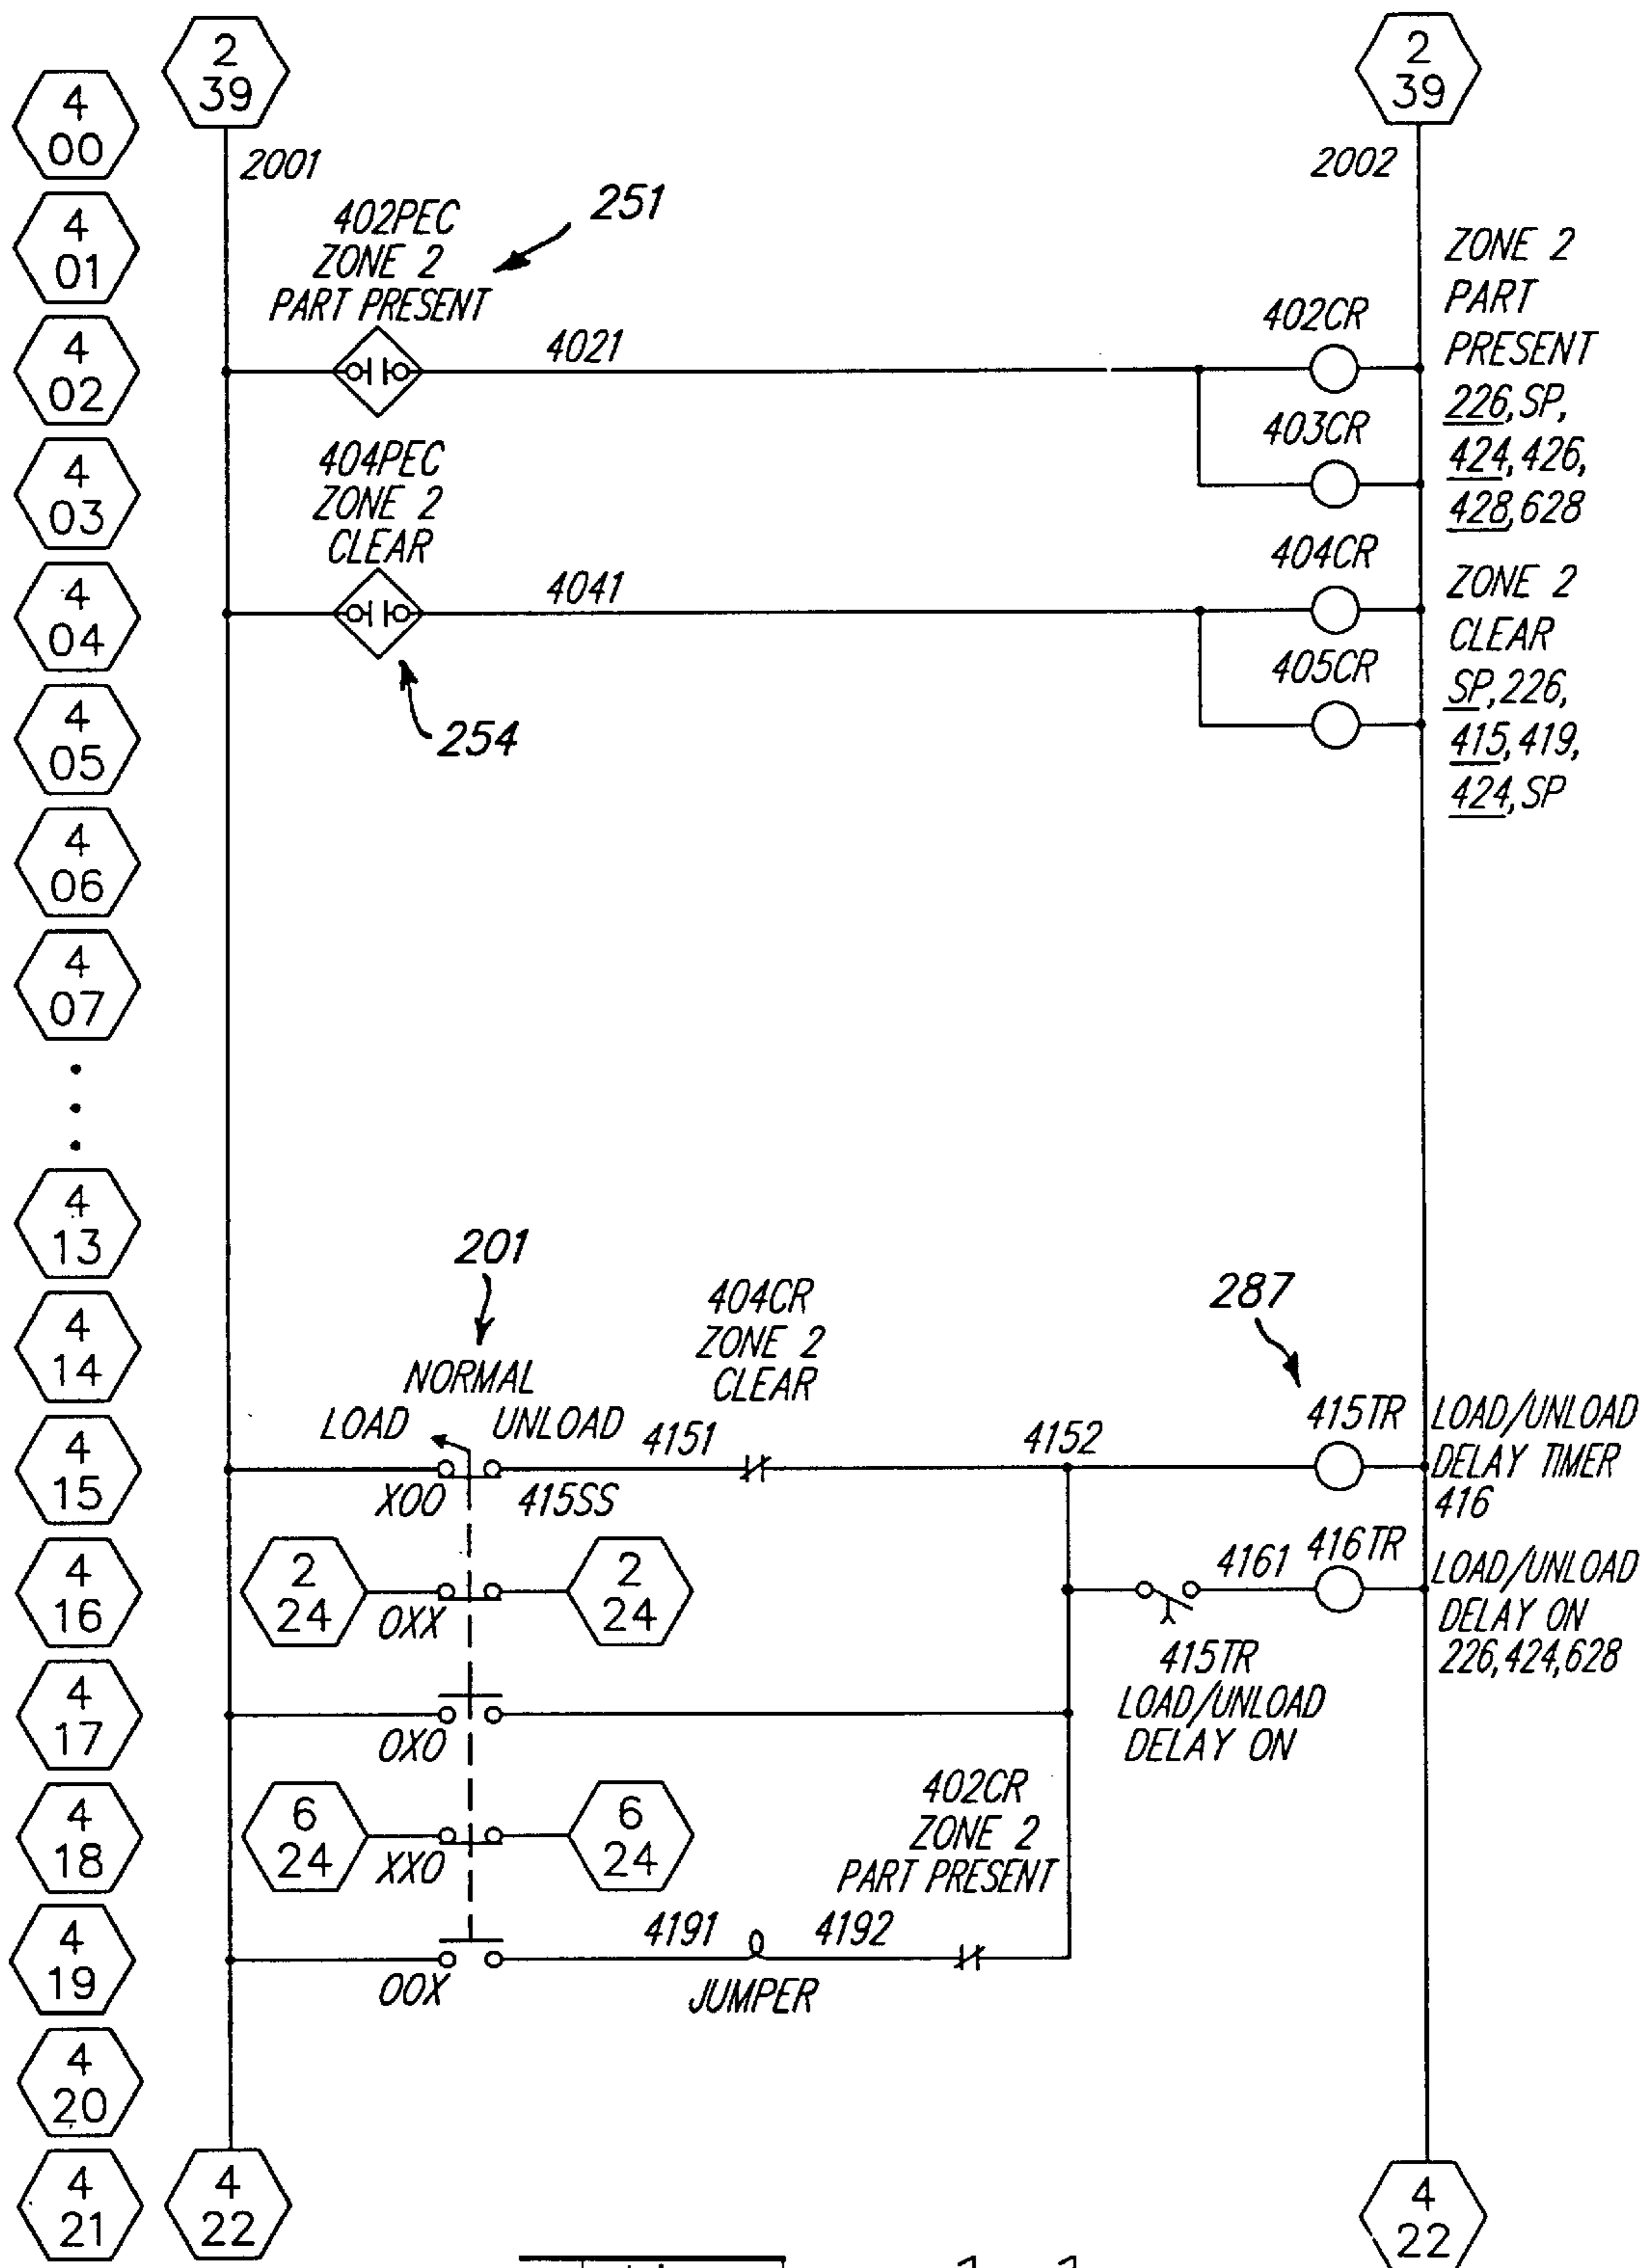 2
39
2
39
4
00
2001
2002
4
01
402PEC
ZONE 2
PART PRESENT
251
ZONE 2
PART
PRESENT
226, SP,
424, 426,
428, 628
4
02
4021
402CR
4
03
404PEC
ZONE 2
CLEAR
403CR
4
04
4041
404CR
ZONE 2
CLEAR
SP, 226,
415, 419,
424, SP
4
05
254
405CR
4
06
4
07
4
13
201
287
4
14
404CR
ZONE 2
CLEAR
NORMAL
LOAD
UNLOAD
4
15
4151
4152
415TR
LOAD/UNLOAD
DELAY TIMER
416
XOO
415SS
4
16
2
24
2
24
OXX
4161
416TR
LOAD/UNLOAD
DELAY ON
226, 424, 628
415TR
LOAD/UNLOAD
DELAY ON
4
17
OXO
4
18
6
24
6
24
XXO
402CR
ZONE 2
PART PRESENT
4
19
4191
4192
OOX
JUMPER
4
20
4
21
4
22
4
22